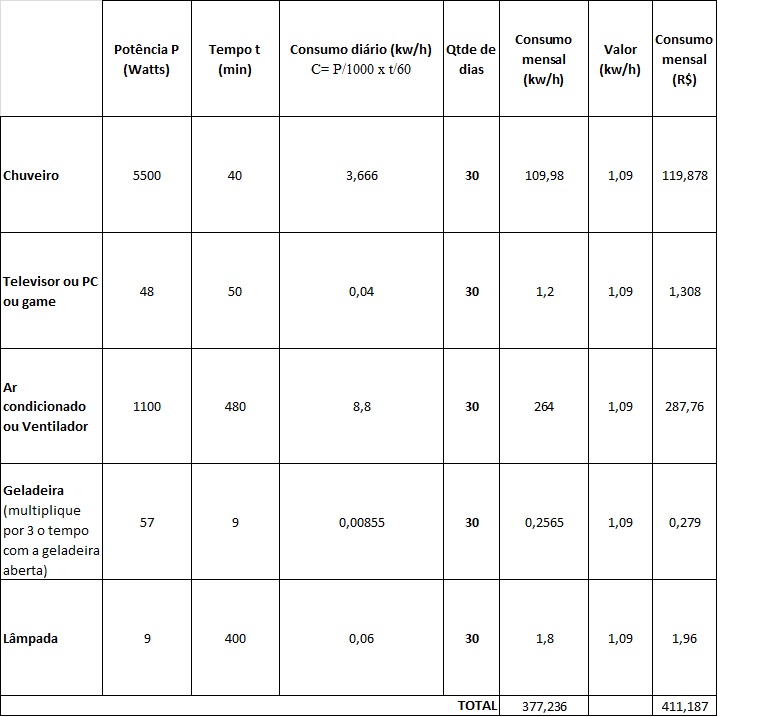 Potência P (Watts) Tempo t (min) Consumo diário (kw/h) C= P/1000 x t/60 Qtde de dias Consumo mensal (kw/h) Valor (kw/h) Consumo mensal (R$)
Chuveiro 5500 40 3,666 30 109,98 1,09 119,878
Televisor ou PC ou game 48 50 0,04 30 1,2 1,09 1,308
Ar condicionado ou Ventilador 1100 480 8,8 30 264 1,09 287,76
Geladeira (multiplique por 3 o tempo com a geladeira aberta) 57 9 0,00855 30 0,2565 1,09 0,279
Lâmpada 9 400 0,06 30 1,8 1,09 1,96
TOTAL 377,236 411,187